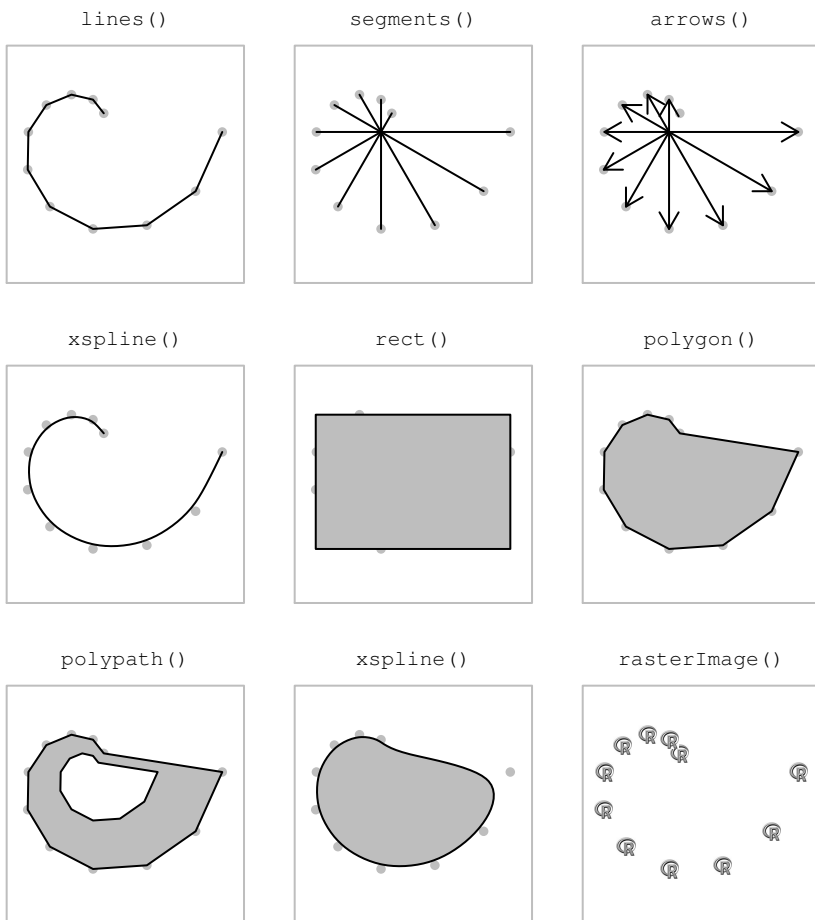 lines()
segments()
arrows()
xspline()
rect()
polygon()
polypath()
xspline()
rasterImage()
R
R
R
R
R
R
R
R
R
R
R